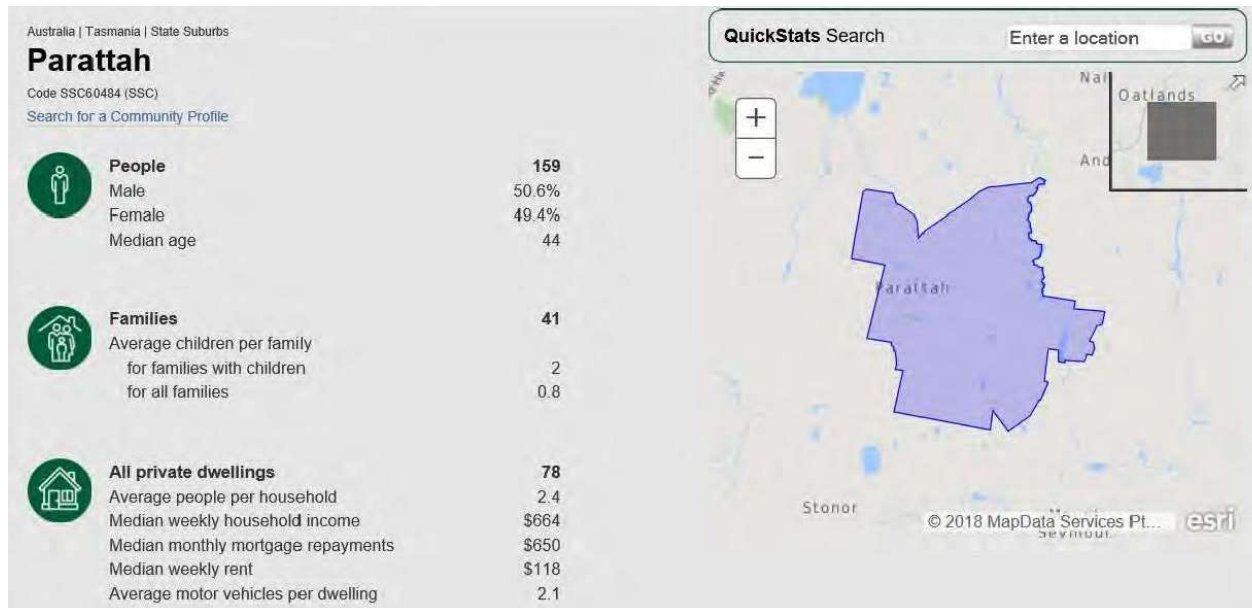 Australia | Tasmania | State Suburbs
Parattah
Code SSC60484 (SSC)
Search for a Community Profile
People 159
Male 50.6%
Female 49.4%
Median age 44
Families 41
Average children per family
for families with children 2
for all families 0.8
All private dwellings 78
Average people per household 2.4
Median weekly household income $664
Median monthly mortgage repayments $650
Median weekly rent $118
Average motor vehicles per dwelling 2.1
QuickStats Search Enter a location GO
Oatlands
Parattah
Stonor
© 2018 MapData Services Pt... esri